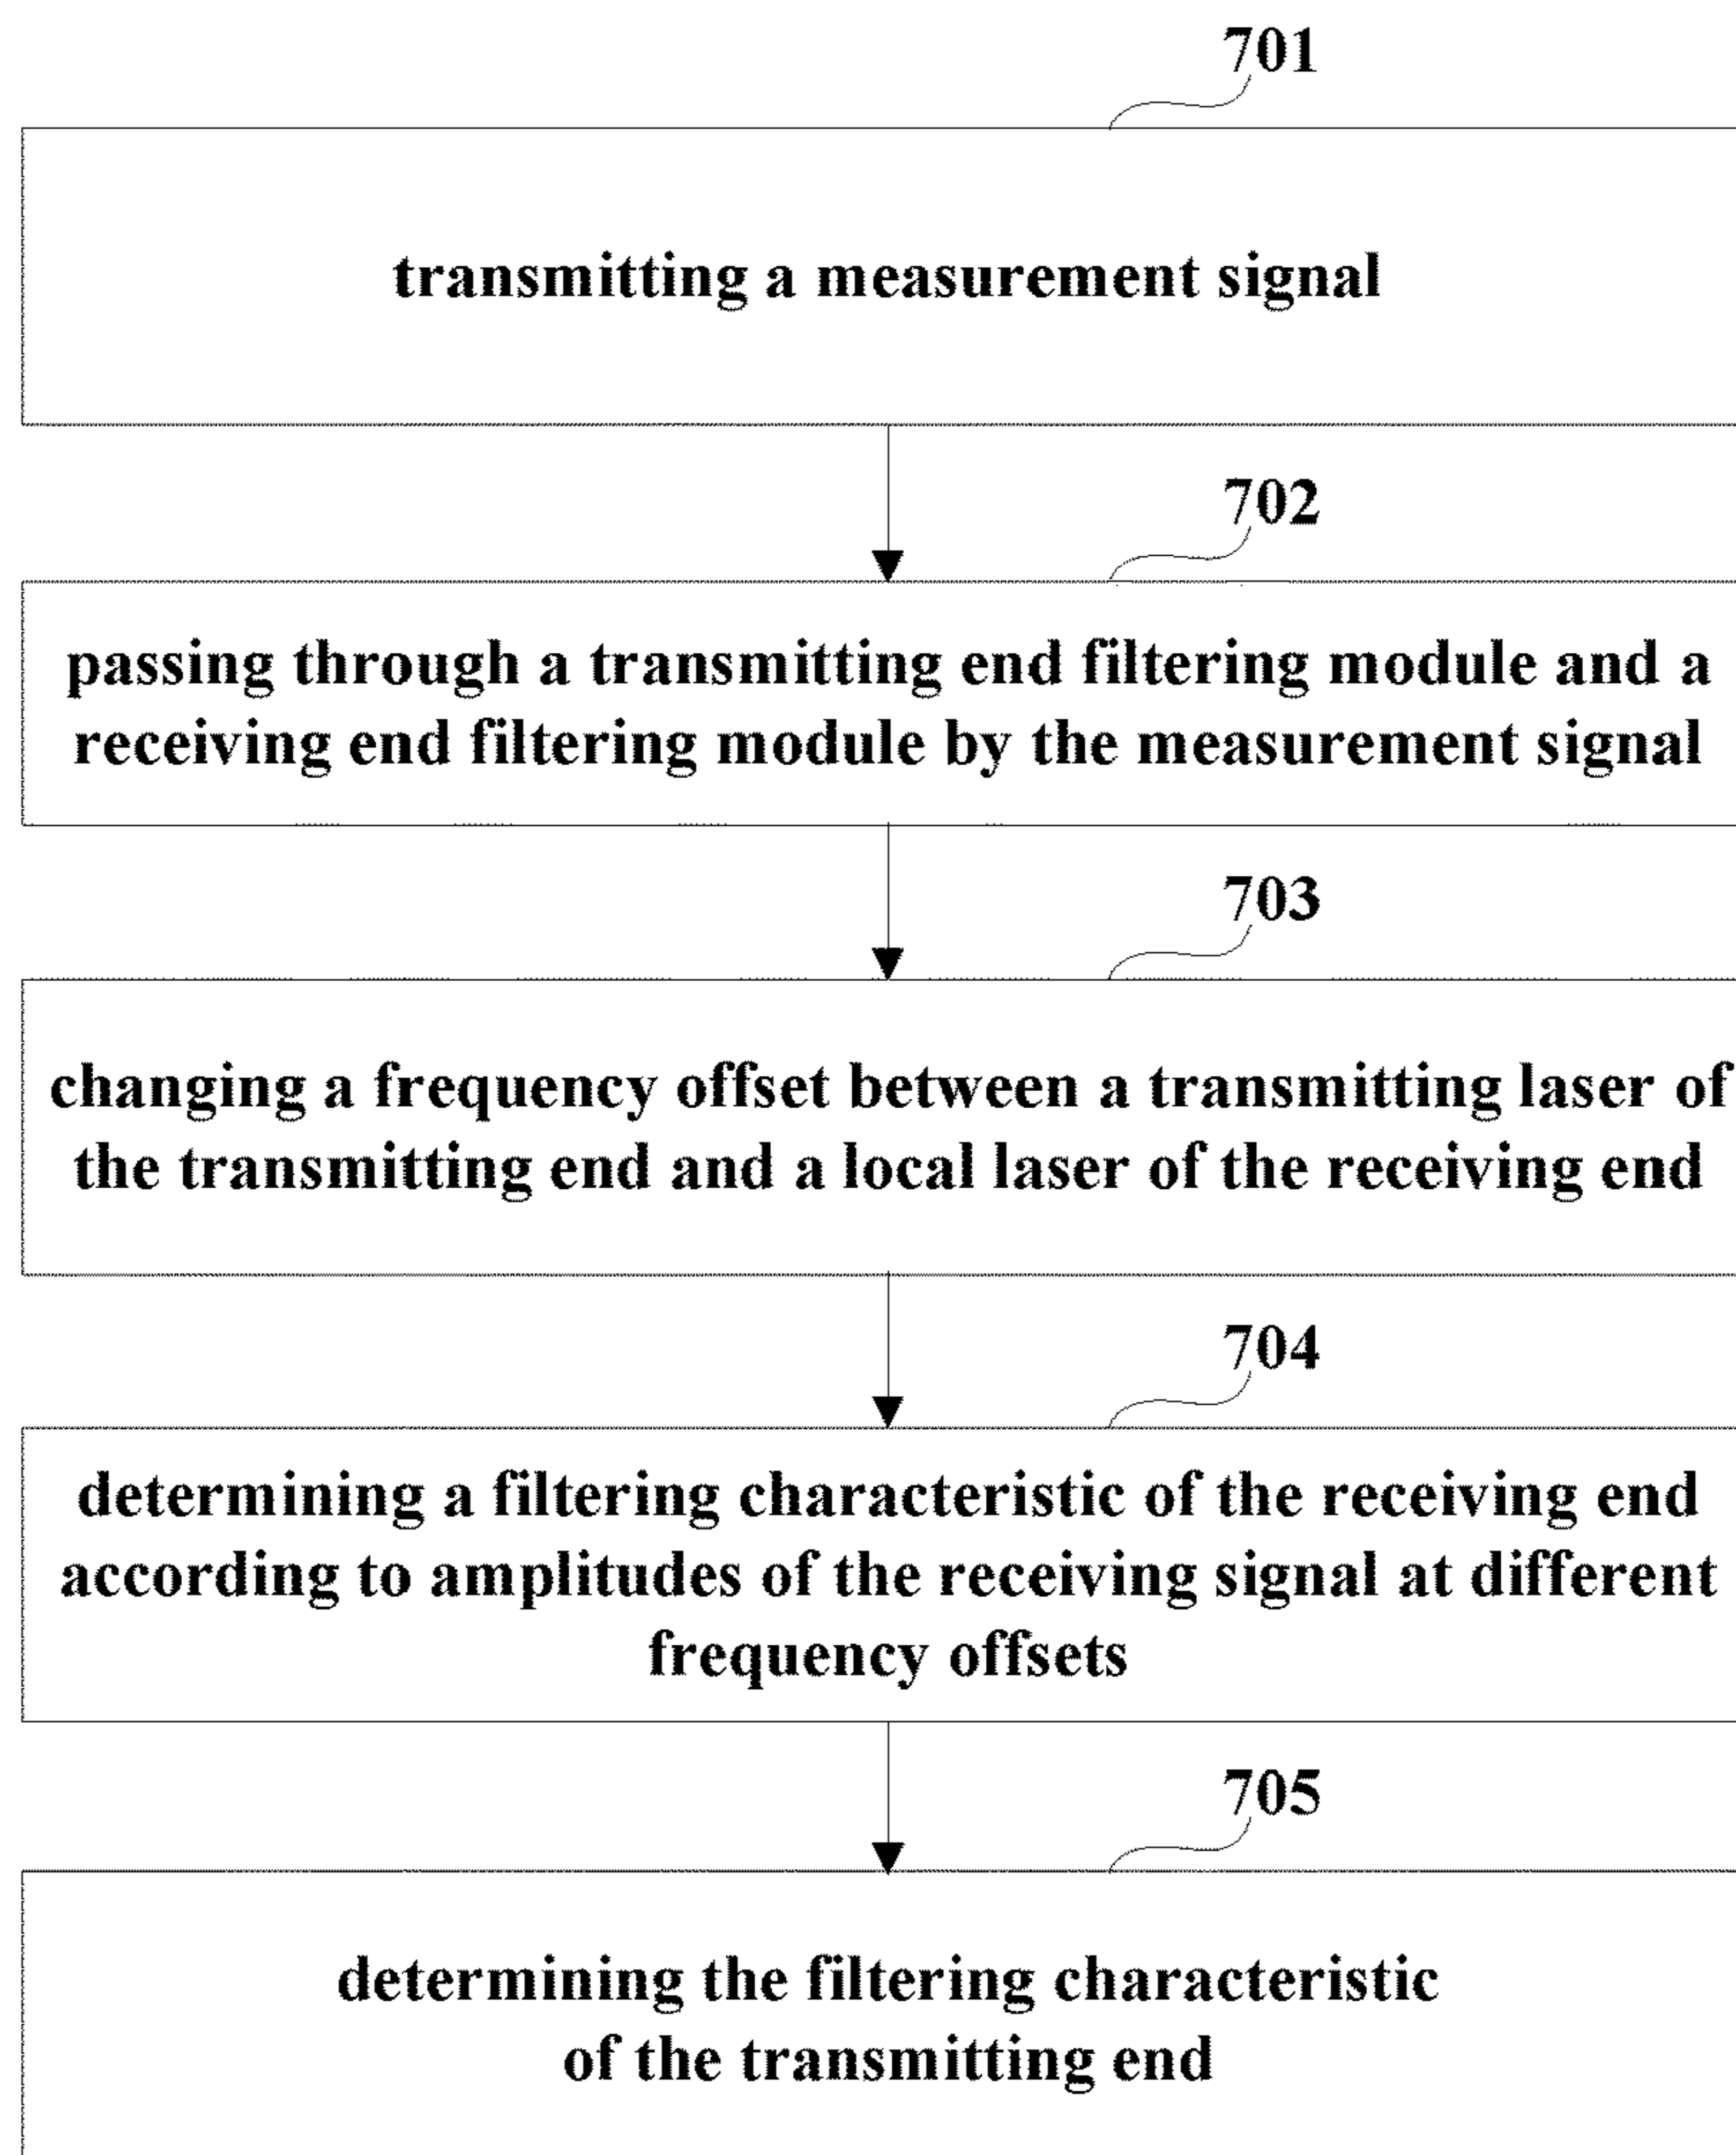 701
transmitting a measurement signal
702
passing through a transmitting end filtering module and a
receiving end filtering module by the measurement signal
703
changing a frequency offset between a transmitting laser of
the transmitting end and a local laser of the receiving end
704
determining a filtering characteristic of the receiving end
according to amplitudes of the receiving signal at different
frequency offsets
705
determining the filtering characteristic
of the transmitting end